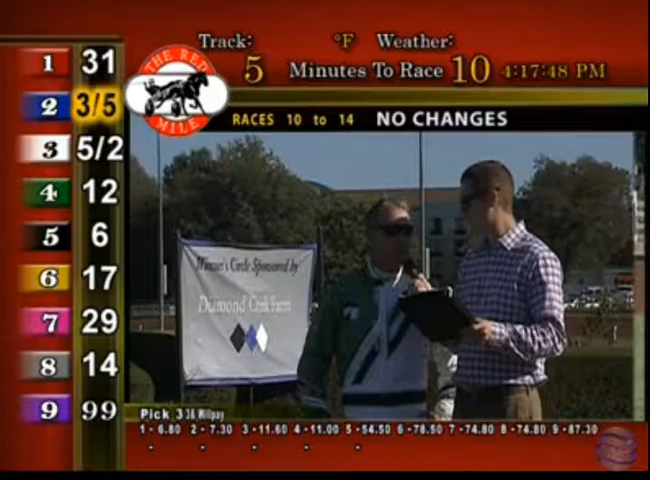 Track: °F Weather:
5 Minutes To Race 10 4:17:48 PM
THE RED MILE
RACES 10 to 14 NO CHANGES
1 31
2 3/5
3 5/2
4 12
5 6
6 17
7 29
8 14
9 99
Winner's Circle Sponsored by
Diamond Creek Farm
Pick 3 3& Willpay
1 - 6.80 2 - 7.30 3 -11.60 4 -11.00 5 -54.50 6 -78.50 7 -74.80 8 -74.80 9 -87.30